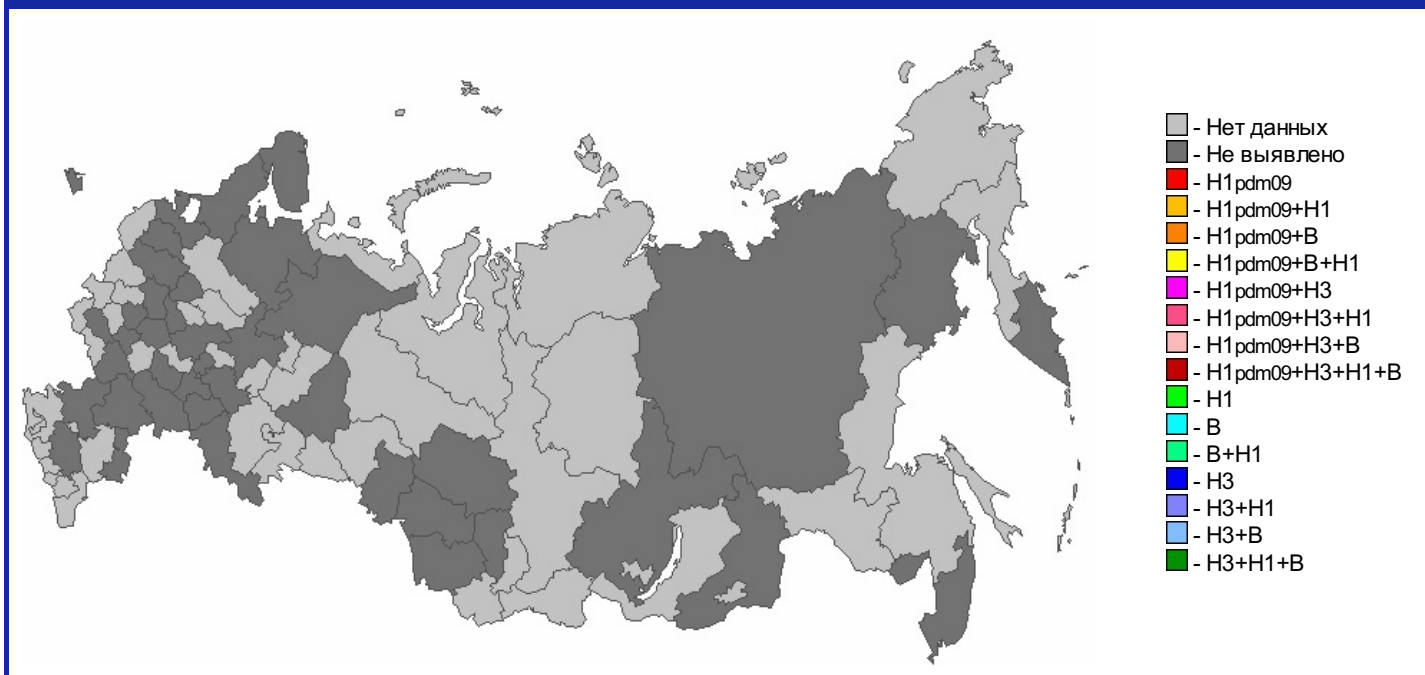 - Нет данных
- Не выявлено
- H1pdm09
- H1pdm09+H1
- H1pdm09+B
- H1pdm09+B+H1
- H1pdm09+H3
- H1pdm09+H3+H1
- H1pdm09+H3+B
- H1pdm09+H3+H1+B
- H1
- B
- B+H1
- H3
- H3+H1
- H3+B
- H3+H1+B